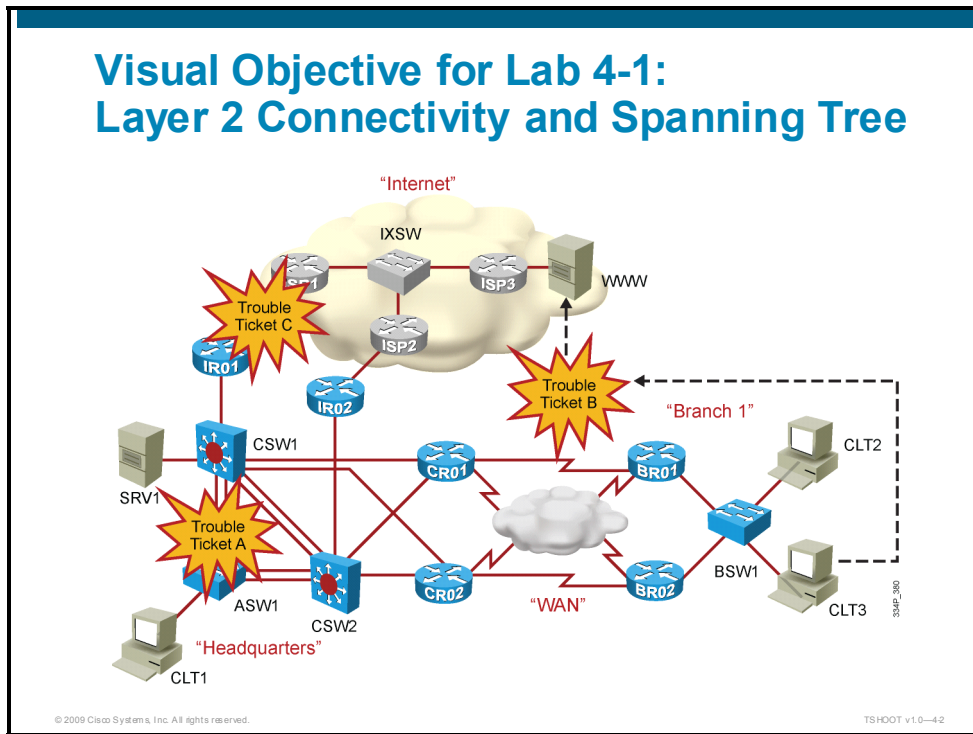 Visual Objective for Lab 4-1:
Layer 2 Connectivity and Spanning Tree
“Internet”
IXSW
ISP3
WWW
Trouble
Ticket C
ISP2
IR01
IR02
Trouble
Ticket B
“Branch 1”
CLT2
CSW1
CR01
BR01
SRV1
Trouble
Ticket A
BSW1
ASW1
CSW2
CR02
“WAN”
BR02
CLT3
334P_380
“Headquarters”
CLT1
© 2009 Cisco Systems, Inc. All rights reserved.
TSHOOT v1.0—4-2